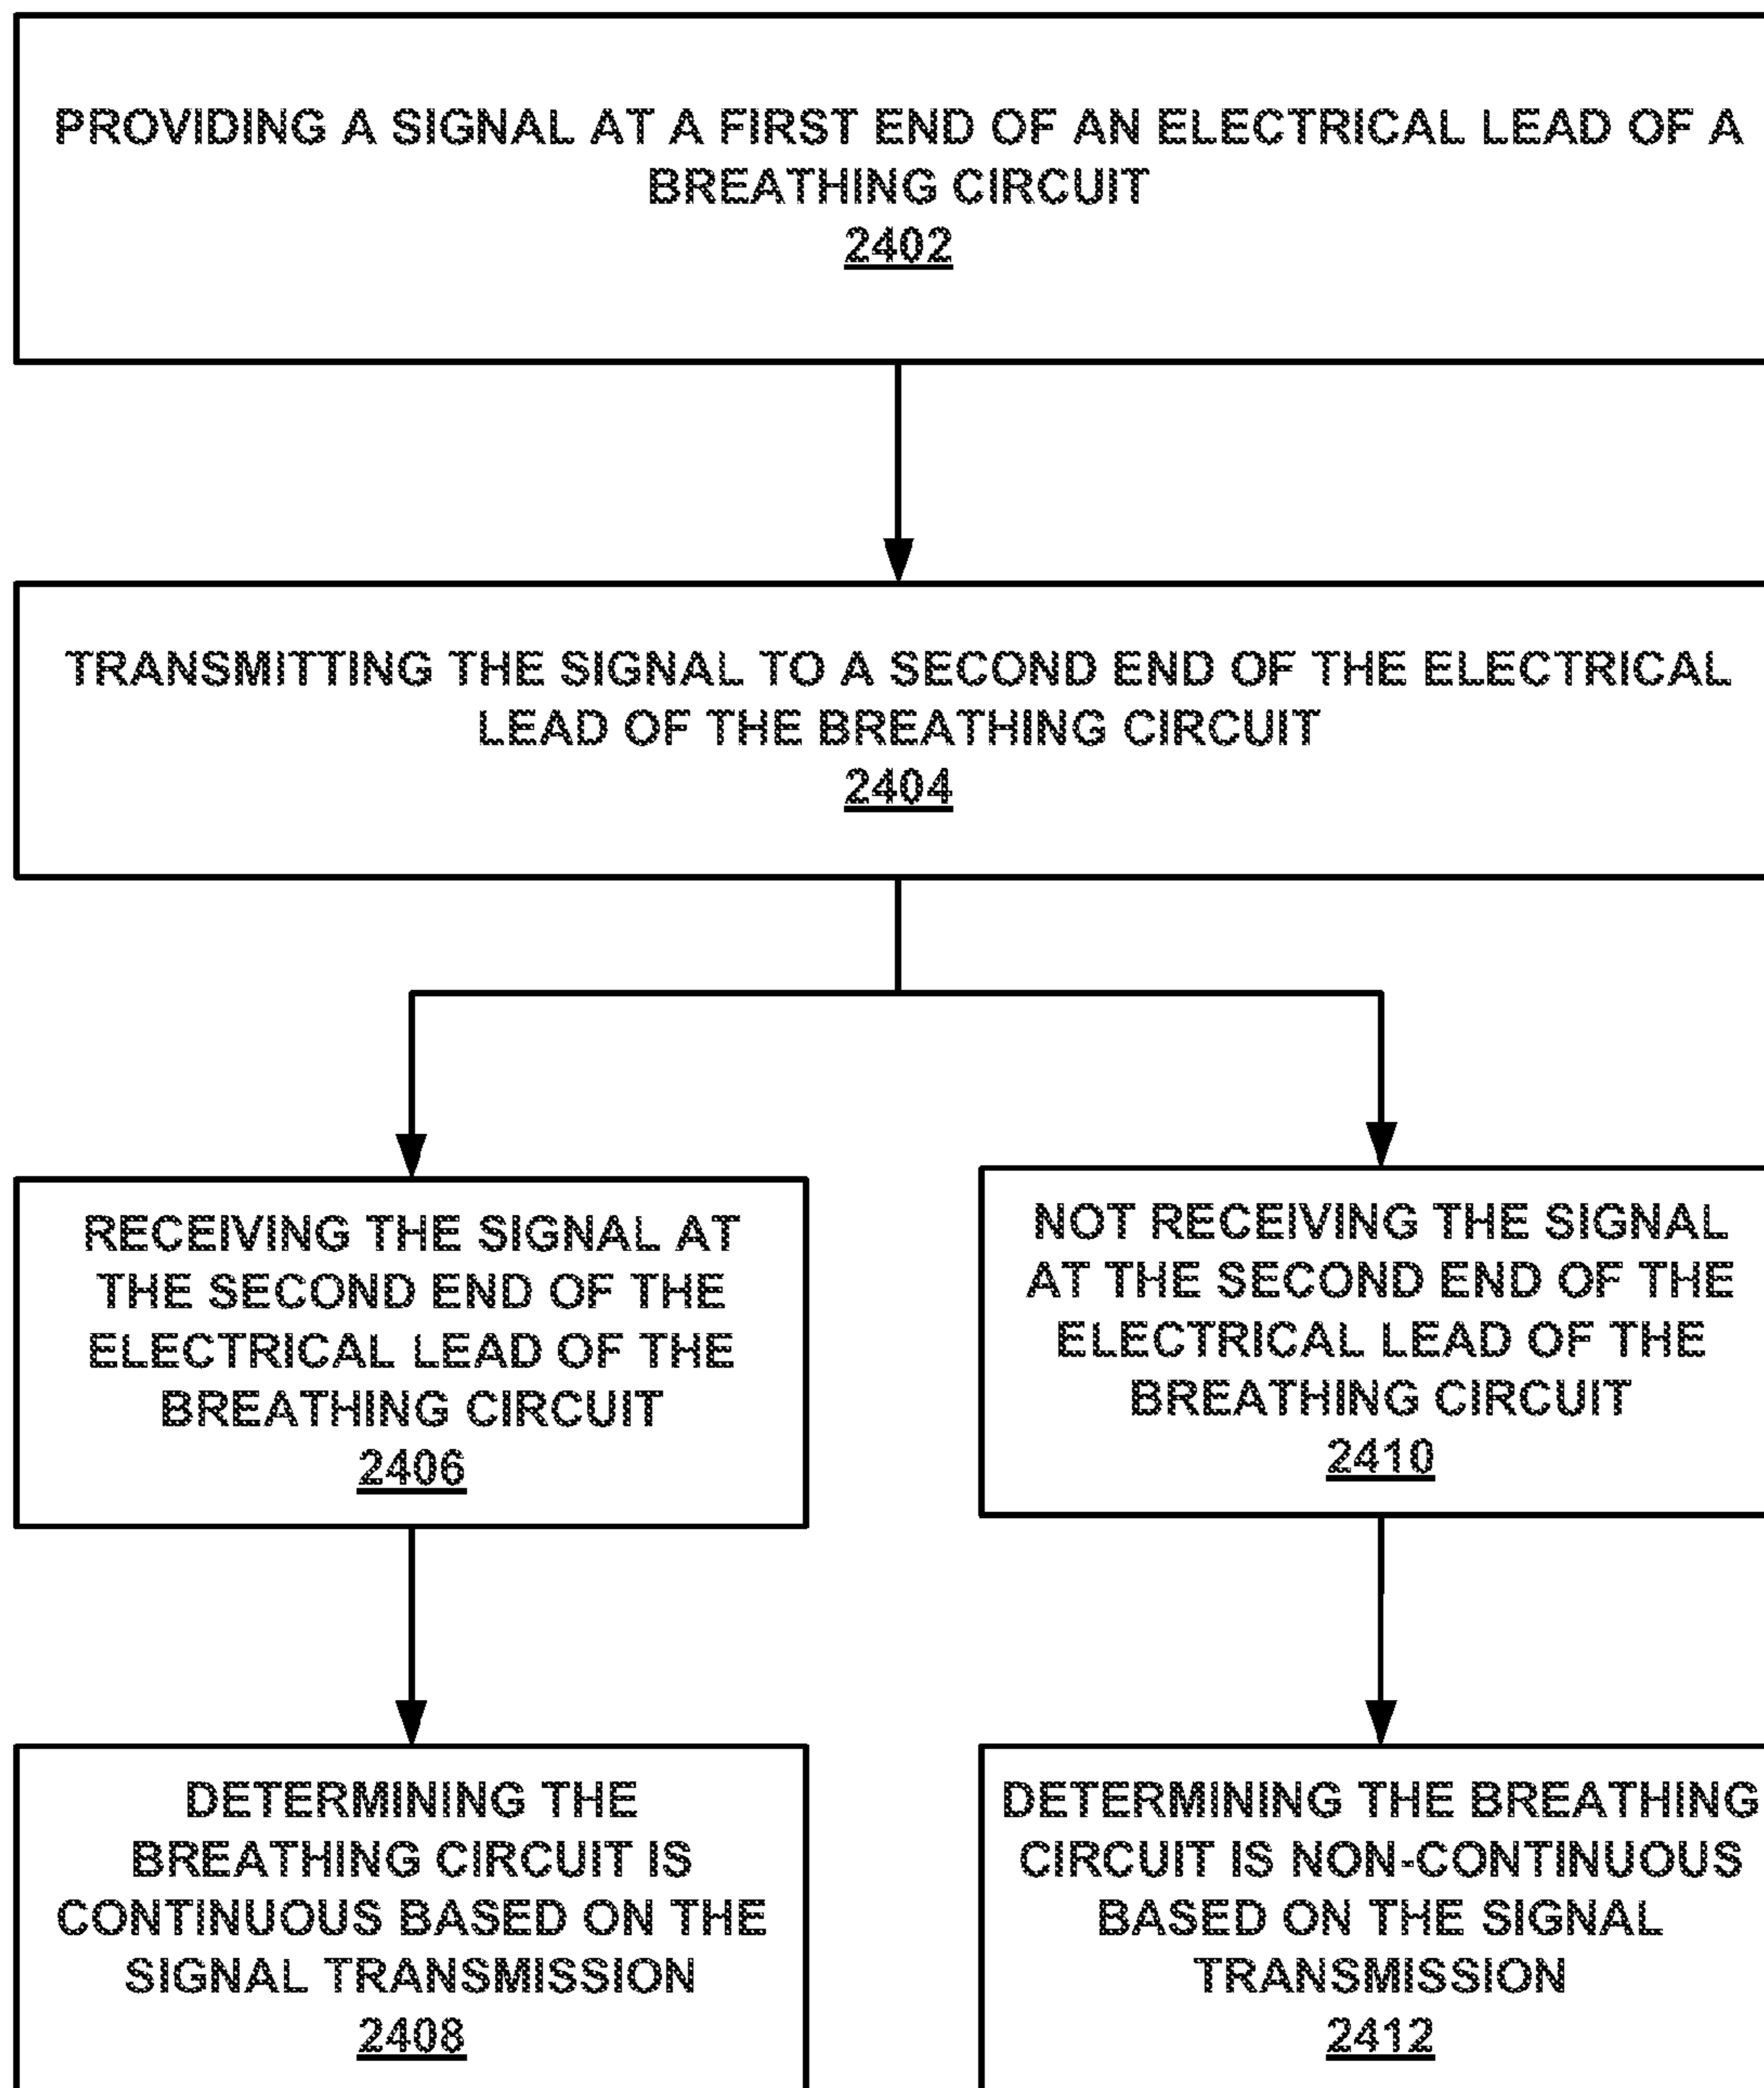 PROVIDING A SIGNAL AT A FIRST END OF AN ELECTRICAL LEAD OF A
BREATHING CIRCUIT
2402
TRANSMITTING THE SIGNAL TO A SECOND END OF THE ELECTRICAL
LEAD OF THE BREATHING CIRCUIT
2404
RECEIVING THE SIGNAL AT
THE SECOND END OF THE
ELECTRICAL LEAD OF THE
BREATHING CIRCUIT
2406
NOT RECEIVING THE SIGNAL
AT THE SECOND END OF THE
ELECTRICAL LEAD OF THE
BREATHING CIRCUIT
2410
DETERMINING THE
BREATHING CIRCUIT IS
CONTINUOUS BASED ON THE
SIGNAL TRANSMISSION
2408
DETERMINING THE BREATHING
CIRCUIT IS NON-CONTINUOUS
BASED ON THE SIGNAL
TRANSMISSION
2412